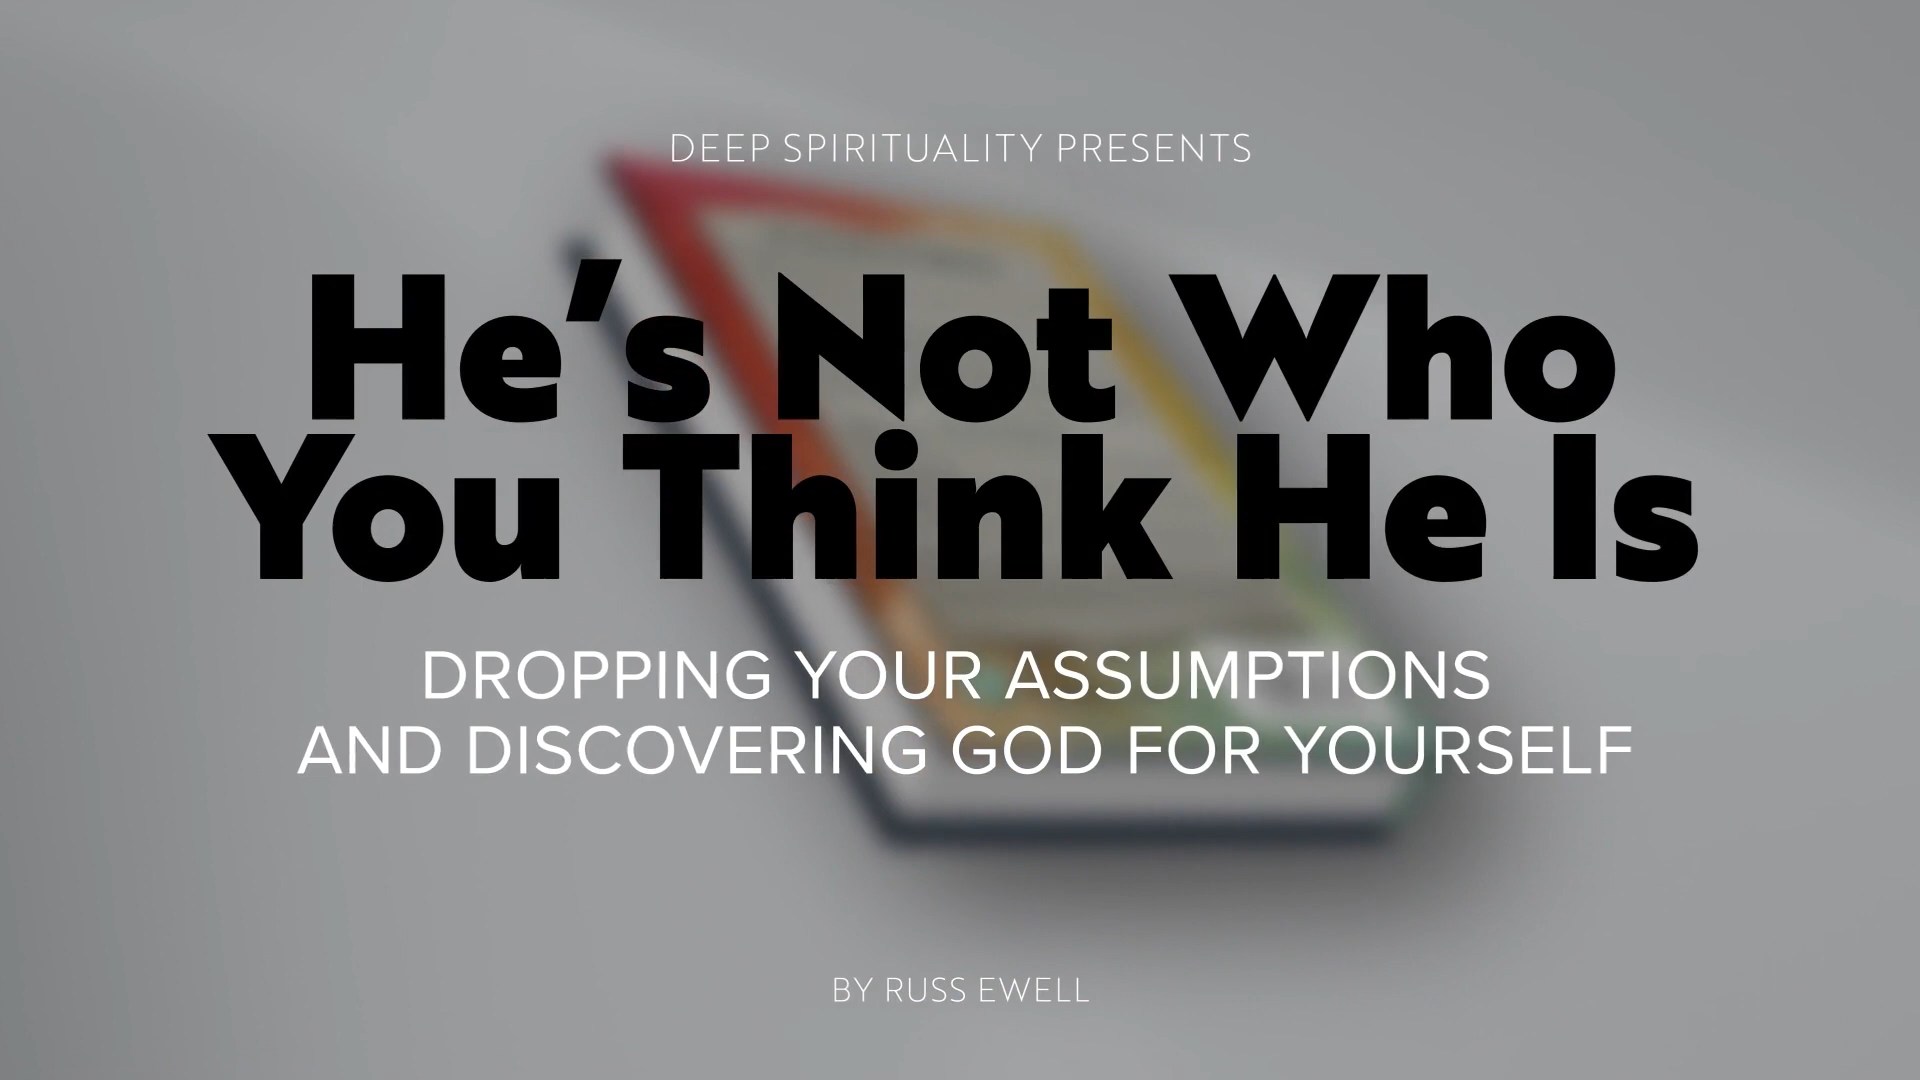 DEEP SPIRITUALITY PRESENTS
He’s Not Who
You Think He Is
DROPPING YOUR ASSUMPTIONS
AND DISCOVERING GOD FOR YOURSELF
BY RUSS EWELL